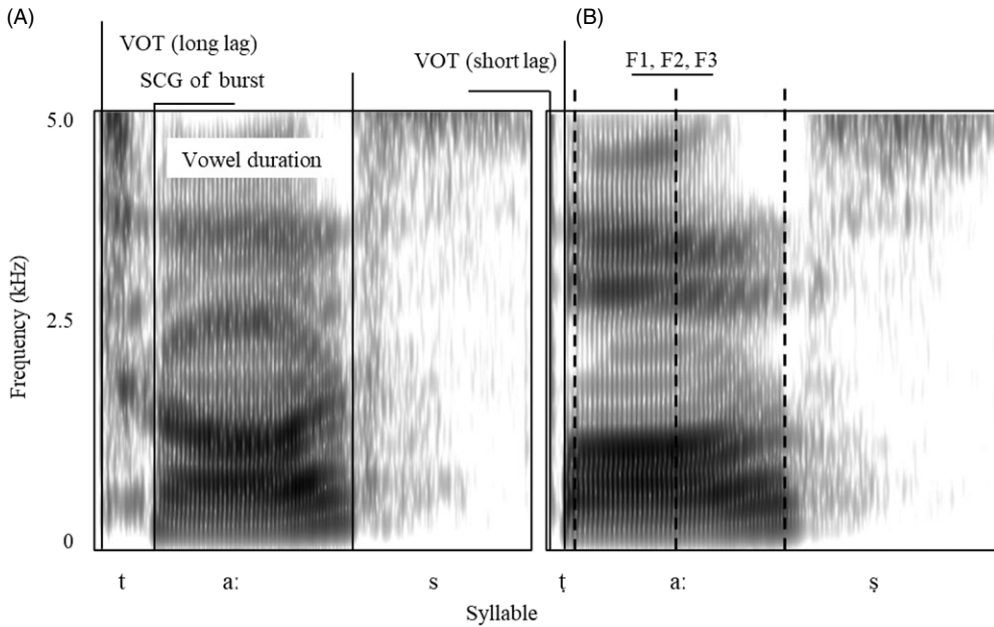 (A)
(B)
VOT (long lag)
SCG of burst
VOT (short lag)
F1, F2, F3
5.0
Vowel duration
2.5
0
Frequency (kHz)
t a: s
ṭ a: ṣ
Syllable